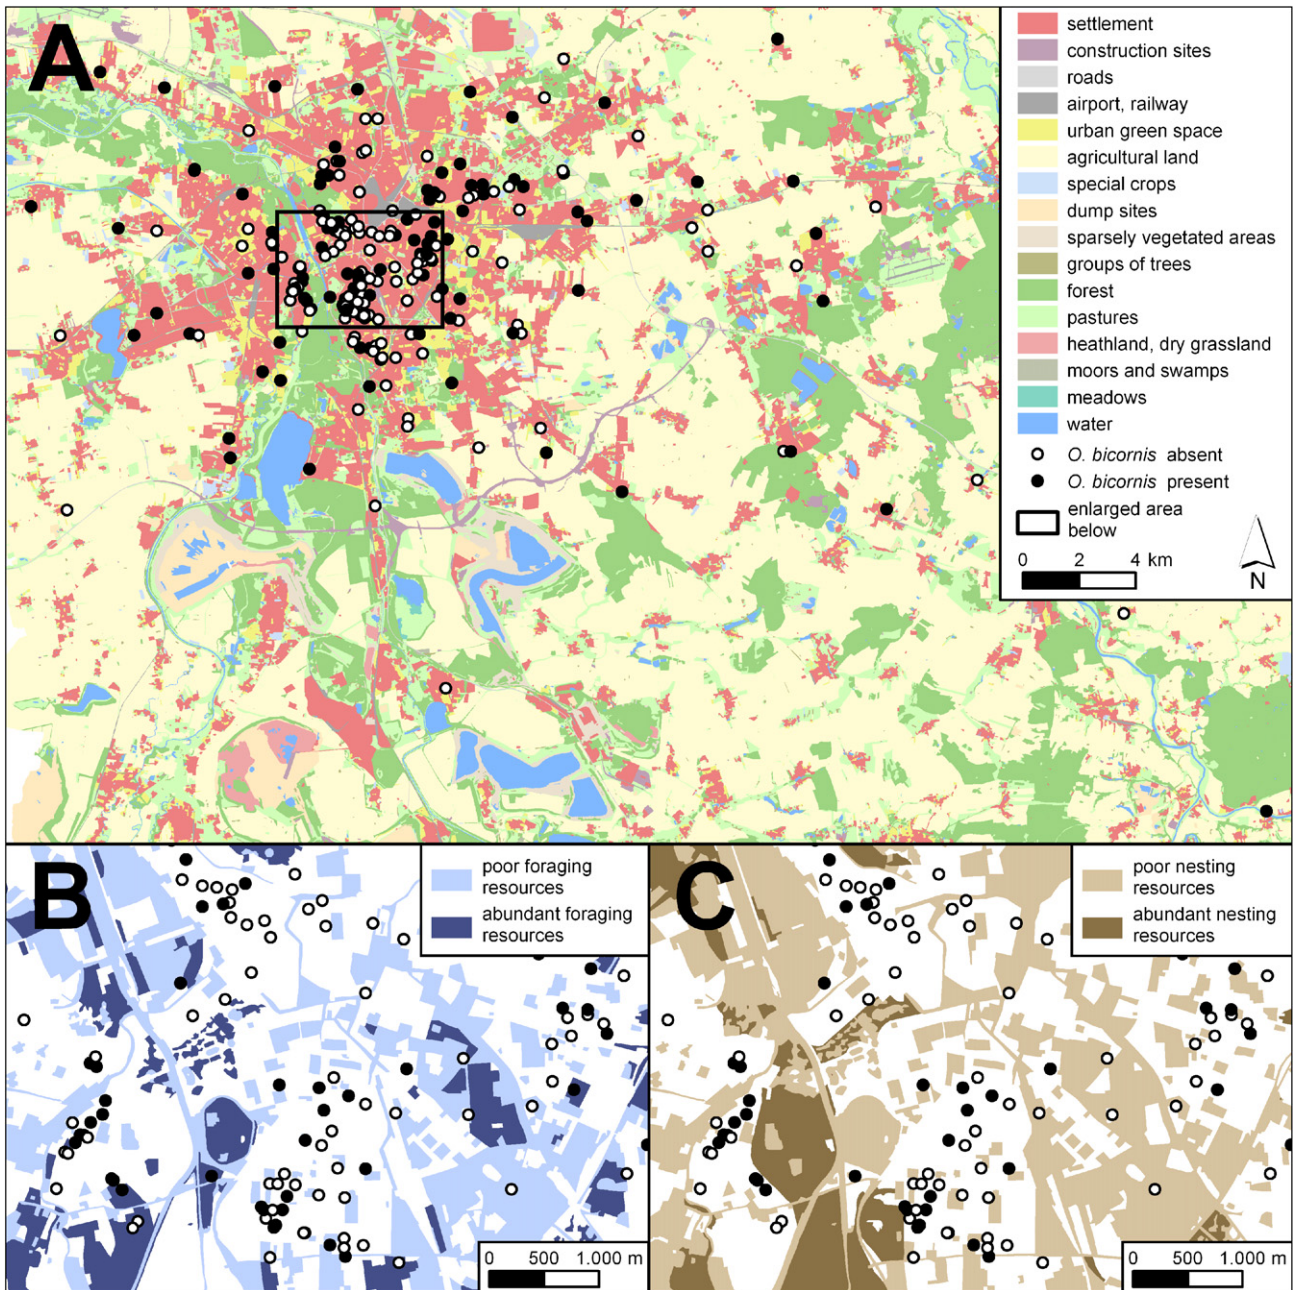 A
settlement
construction sites
roads
airport, railway
urban green space
agricultural land
special crops
dump sites
sparsely vegetated areas
groups of trees
forest
pastures
heathland, dry grassland
moors and swamps
meadows
water
O. bicornis absent
O. bicornis present
enlarged area
below
0 2 4 km
N
B
poor foraging
resources
abundant foraging
resources
0 500 1.000 m
C
poor nesting
resources
abundant nesting
resources
0 500 1.000 m